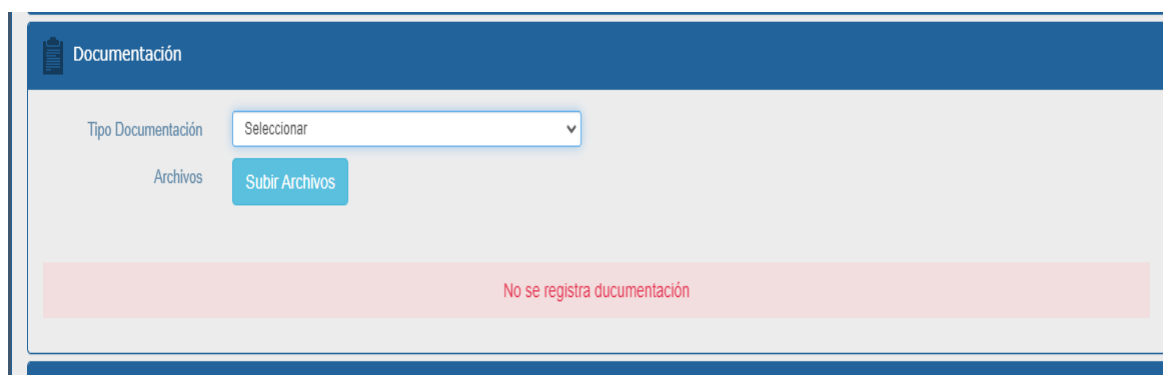 Documentación
Tipo Documentación Seleccionar
Archivos Subir Archivos
No se registra ducumentación